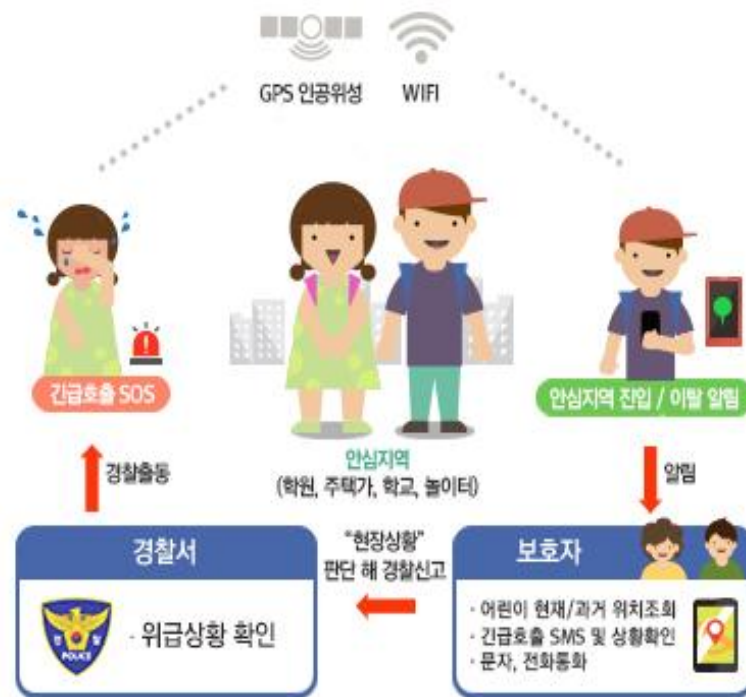 GPS 인공위성
WIFI
긴급호출 SOS
안심지역 진입 / 이탈 알림
안심지역
(학원, 주택가, 학교, 놀이터)
경찰출동
알림
경찰서
- 위급상황 확인
경찰
POLICE
"현장상황"
판단 해 경찰신고
보호자
· 어린이 현재/과거 위치조회
· 긴급호출 SMS 및 상황확인
· 문자, 전화통화